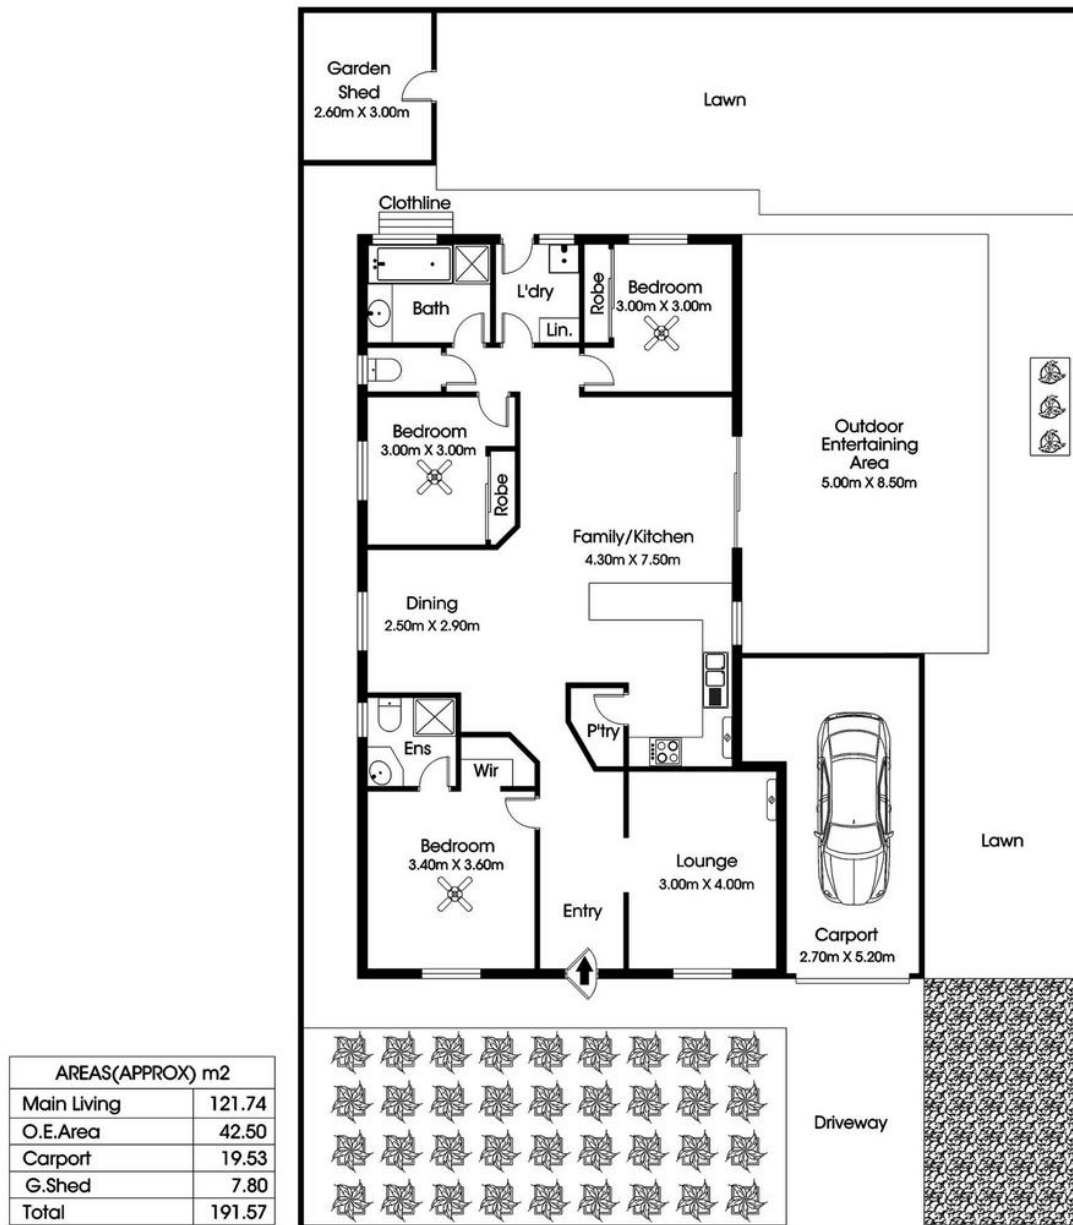 Garden
Shed
2.60m X 3.00m
Lawn
Clothline
Bath
L'dry
Lin.
Robe
Bedroom
3.00m X 3.00m
Bedroom
3.00m X 3.00m
Robe
Outdoor
Entertaining
Area
5.00m X 8.50m
Family/Kitchen
4.30m X 7.50m
Dining
2.50m X 2.90m
Ens
Wir
P'try
Bedroom
3.40m X 3.60m
Entry
Lounge
3.00m X 4.00m
Carport
2.70m X 5.20m
Lawn
Driveway
AREAS(APPROX) m2
Main Living 121.74
O.E.Area 42.50
Carport 19.53
G.Shed 7.80
Total 191.57